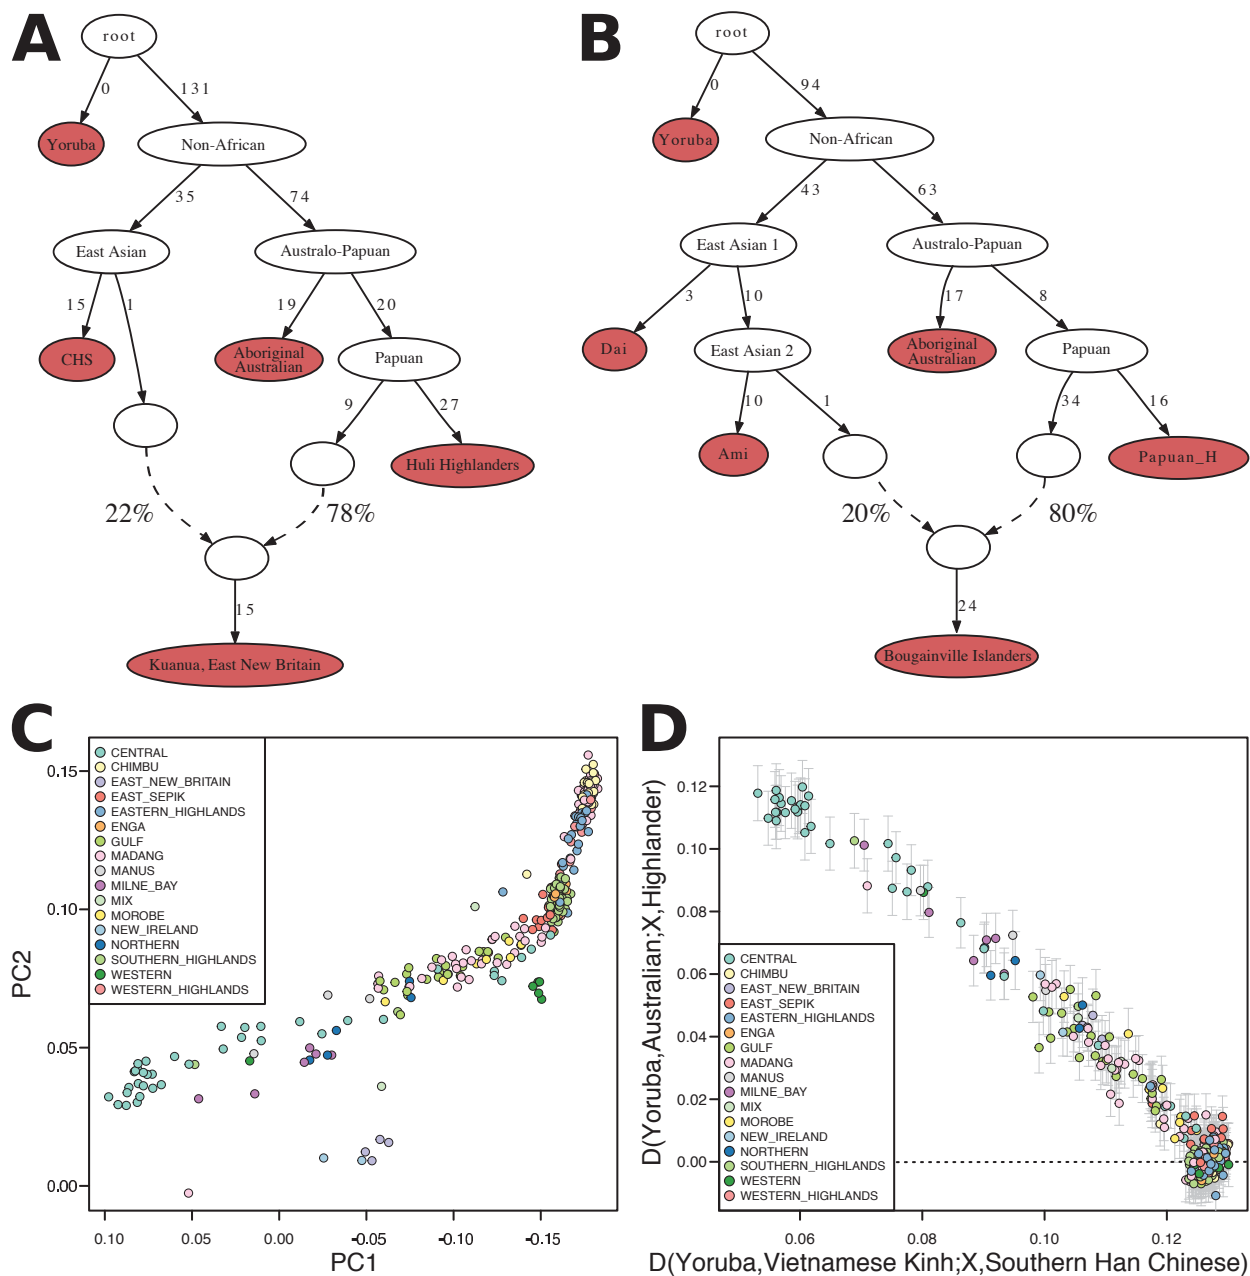 A
root
0
131
Yoruba
Non-African
35
74
East Asian
Australo-Papuan
15
1
19
20
CHS
Aboriginal
Australian
Papuan
9
27
Huli Highlanders
22%
78%
15
Kuanua, East New Britain
B
root
0
94
Yoruba
Non-African
43
63
East Asian 1
Australo-Papuan
3
10
17
8
Dai
East Asian 2
Aboriginal
Australian
Papuan
10
1
34
16
Ami
Papuan_H
20%
80%
24
Bougainville Islanders
C
CENTRAL
CHIMBU
EAST_NEW_BRITAIN
EAST_SEPIK
EASTERN_HIGHLANDS
ENGA
GULF
MADANG
MANUS
MILNE_BAY
MIX
MOROBE
NEW_IRELAND
NORTHERN
SOUTHERN_HIGHLANDS
WESTERN
WESTERN_HIGHLANDS
PC2
0.15
0.10
0.05
0.00
0.10
0.05
0.00
-0.05
-0.10
-0.15
PC1
D
D(Yoruba,Australian;X,Highlander)
0.12
0.10
0.08
0.06
0.04
0.02
0.00
CENTRAL
CHIMBU
EAST_NEW_BRITAIN
EAST_SEPIK
EASTERN_HIGHLANDS
ENGA
GULF
MADANG
MANUS
MILNE_BAY
MIX
MOROBE
NEW_IRELAND
NORTHERN
SOUTHERN_HIGHLANDS
WESTERN
WESTERN_HIGHLANDS
0.06
0.08
0.10
0.12
D(Yoruba,Vietnamese Kinh;X,Southern Han Chinese)